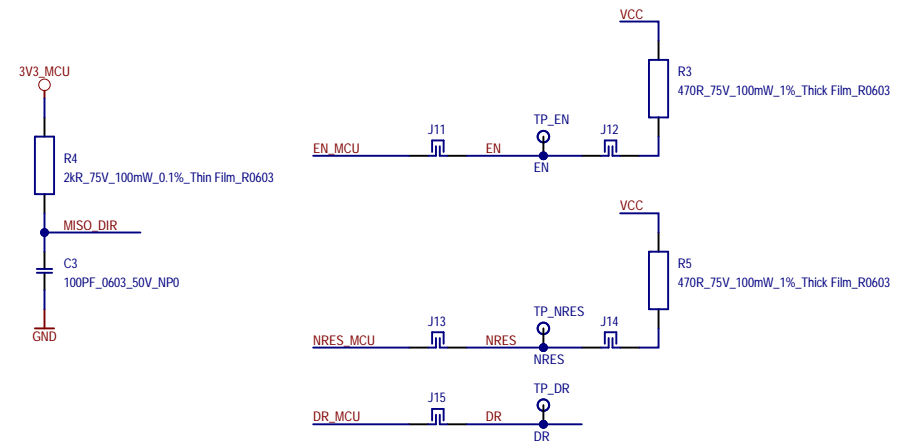 VCC
3V3_MCU
R3
470R_75V_100mW_1%_Thick Film_R0603
TP_EN
J11
J12
EN_MCU
EN
EN
R4
2kR_75V_100mW_0.1%_Thin Film_R0603
VCC
MISO_DIR
C3
100PF_0603_50V_NP0
R5
470R_75V_100mW_1%_Thick Film_R0603
GND
TP_NRES
J13
J14
NRES_MCU
NRES
NRES
TP_DR
J15
DR_MCU
DR
DR